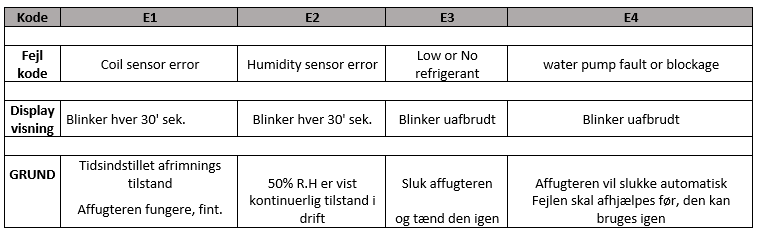 Kode E1 E2 E3 E4
Fejl kode Coil sensor error Humidity sensor error Low or No refrigerant water pump fault or blockage
Display visning Blinker hver 30' sek. Blinker hver 30' sek. Blinker uafbrudt Blinker uafbrudt
GRUND
Tidsindstillet afrimnings
tilstand
Affugteren fungere, fint.
50% R.H er vist
kontinuerlig tilstand i
drift
Sluk affugteren
og tænd den igen
Affugteren vil slukke automatisk
Fejlen skal afhjælpes før, den kan
bruges igen